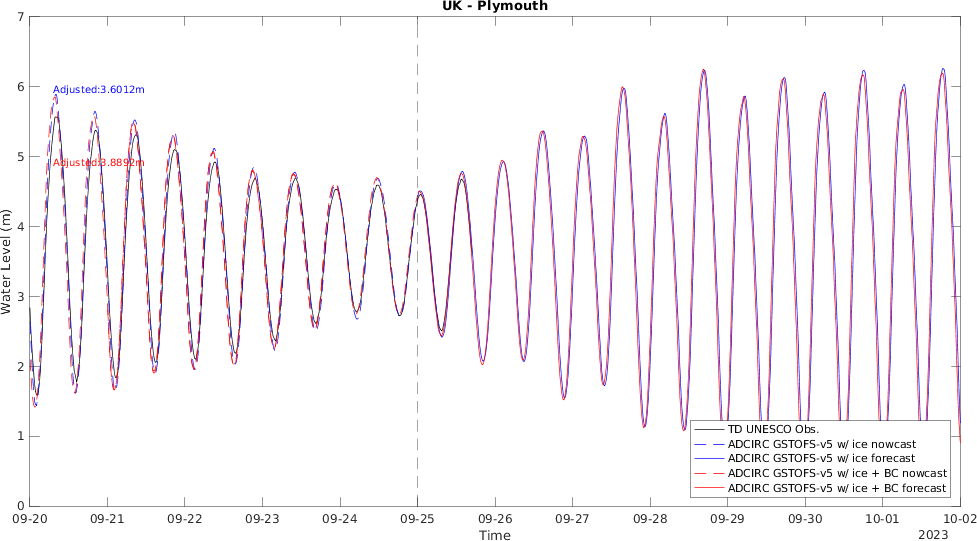 UK - Plymouth
7
6
5
4
3
2
1
0
Water Level (m)
Adjusted:3.6012m
Adjusted:3.8892m
TD UNESCO Obs.
ADCIRC GSTOFS-v5 w/ ice nowcast
ADCIRC GSTOFS-v5 w/ ice forecast
ADCIRC GSTOFS-v5 w/ ice + BC nowcast
ADCIRC GSTOFS-v5 w/ ice + BC forecast
09-20 09-21 09-22 09-23 09-24 09-25 09-26 09-27 09-28 09-29 09-30 10-01 10-02
Time
2023